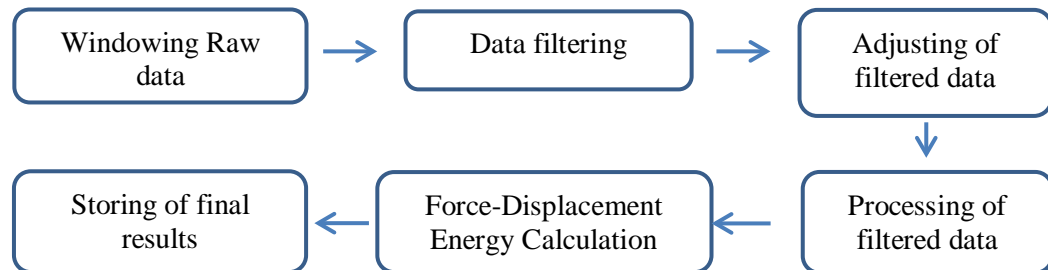 Windowing Raw
data
Data filtering
Adjusting of
filtered data
Processing of
filtered data
Force-Displacement
Energy Calculation
Storing of final
results